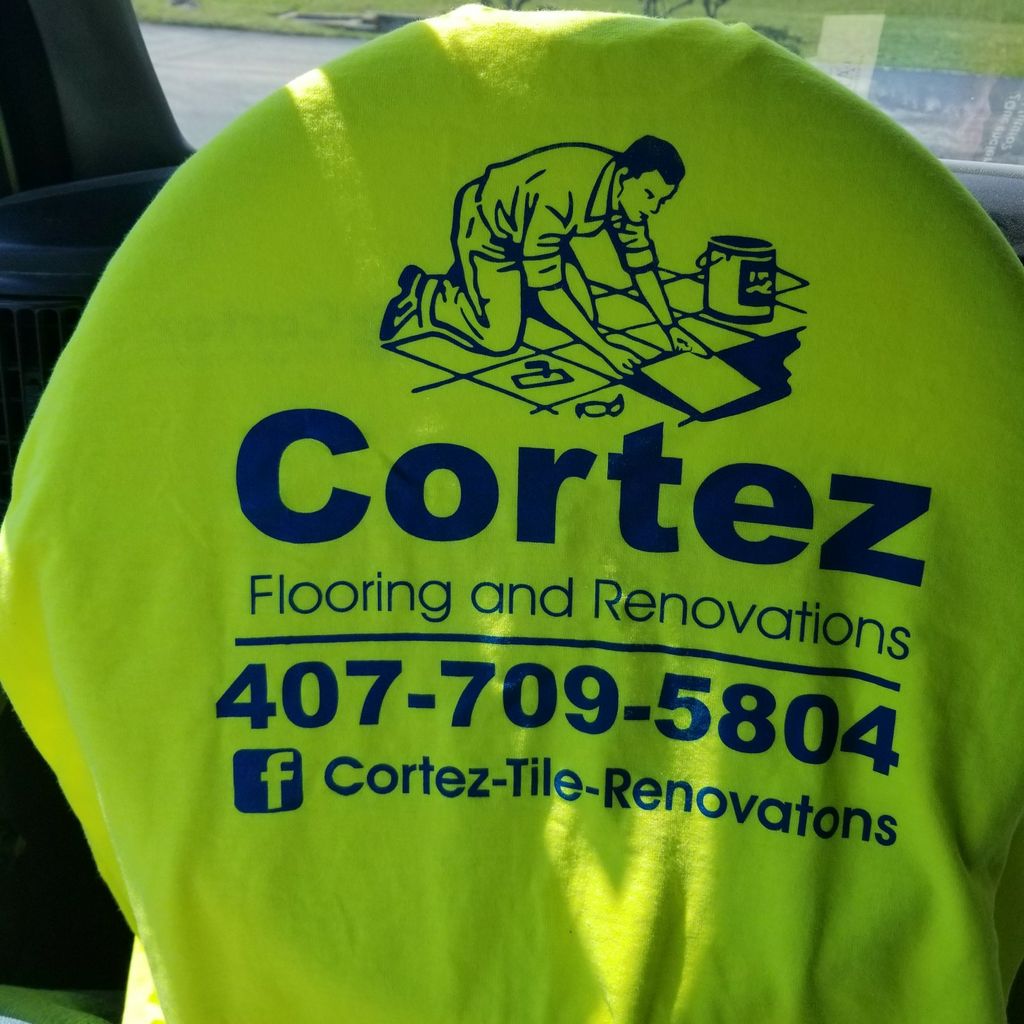 Cortez
Flooring and Renovations
407-709-5804
f Cortez-Tile-Renovatons